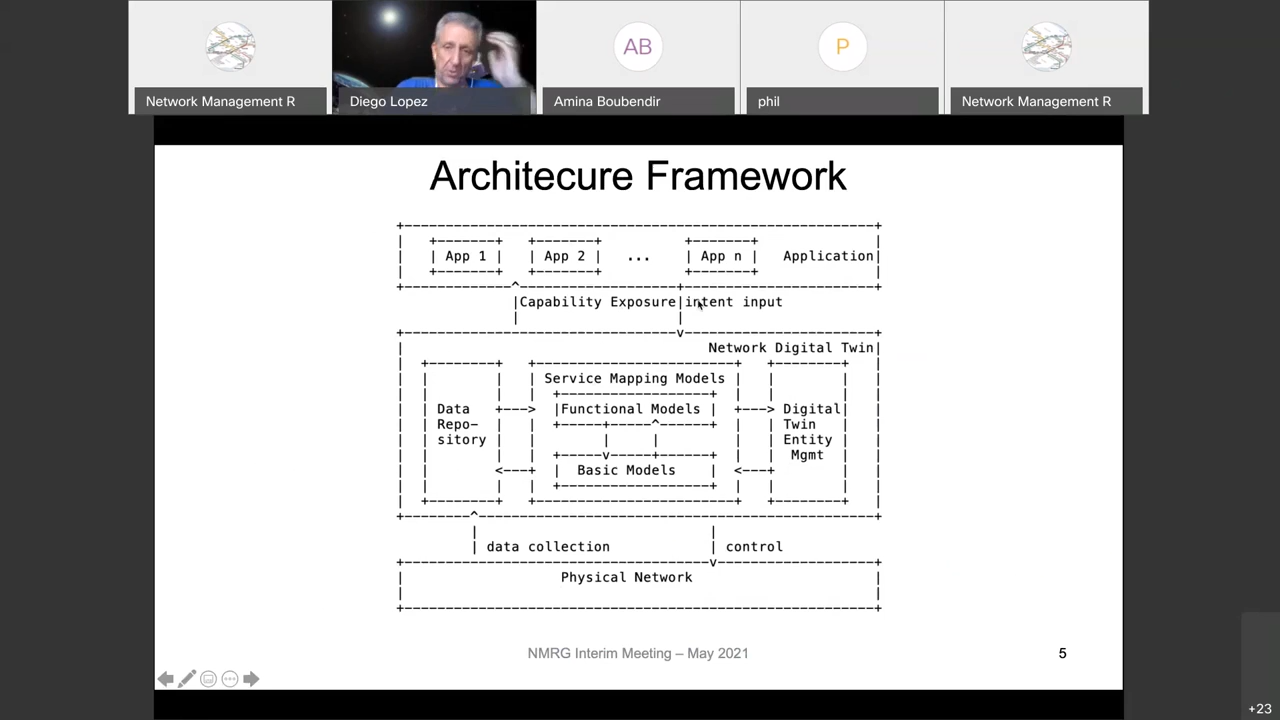 AB
P
Network Management R
Diego Lopez
Amina Boubendir
phil
Network Management R
Architecure Framework
+---------------------------------------------------------+
|   +-------+   +-------+          +-------+              |
|   | App 1 |   | App 2 |   ...    | App n |   Application|
|   +-------+   +-------+          +-------+              |
+-------------^-------------------+-----------------------+
|Capability Exposure|intent input
|                   |
+---------------------------------v-----------------------+
|                                     Network Digital Twin|
|  +--------+   +------------------------+   +--------+   |
|  |        |   | Service Mapping Models |   |        |   |
|  |        |   |  +------------------+  |   |        |   |
|  | Data   +---> |Functional Models |  +---> Digital|   |
|  | Repo-  |   |  +-----+-----^------+  |   | Twin   |   |
|  | sitory |   |        |     |         |   | Entity |   |
|  |        |   |  +-----v-----+------+  |   |  Mgmt  |   |
|  |        <---+  |  Basic Models    |  <---+        |   |
|  |        |   |  +------------------+  |   |        |   |
|  +--------+   +------------------------+   +--------+   |
+--------^------------------------------------------------+
|                            |
| data collection            | control
+-------------------------------------v-------------------+
|                  Physical Network                       |
|                                                         |
+---------------------------------------------------------+
NMRG Interim Meeting – May 2021
5
+23